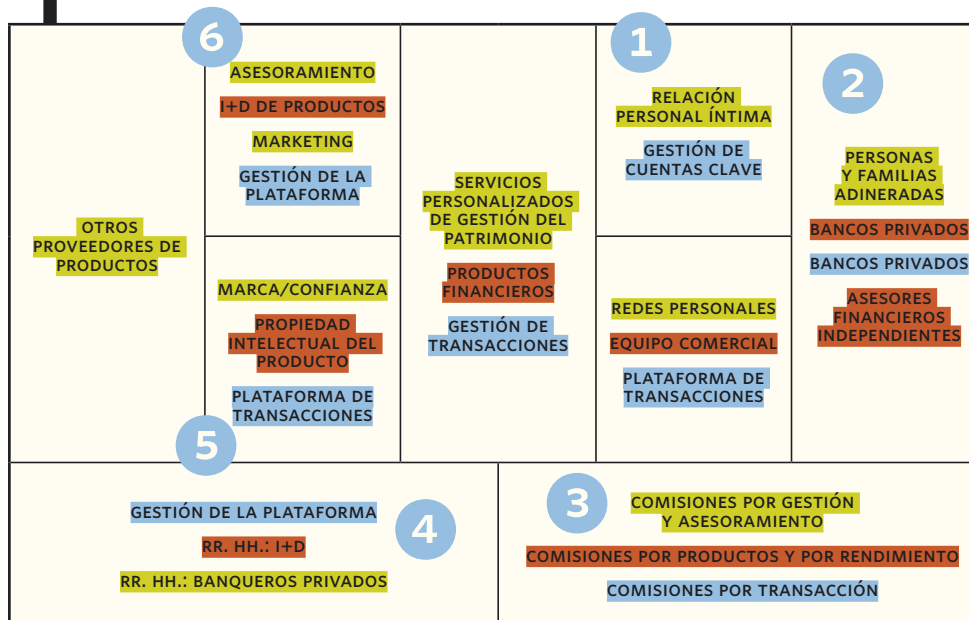 OTROS
PROVEEDORES DE
PRODUCTOS
6
ASESORAMIENTO
I+D DE PRODUCTOS
MARKETING
GESTIÓN DE LA
PLATAFORMA
MARCA/CONFIANZA
PROPIEDAD
INTELECTUAL DEL
PRODUCTO
PLATAFORMA DE
TRANSACCIONES
5
SERVICIOS
PERSONALIZADOS
DE GESTIÓN DEL
PATRIMONIO
PRODUCTOS
FINANCIEROS
GESTIÓN DE
TRANSACCIONES
1
RELACIÓN
PERSONAL ÍNTIMA
GESTIÓN DE
CUENTAS CLAVE
REDES PERSONALES
EQUIPO COMERCIAL
PLATAFORMA DE
TRANSACCIONES
2
PERSONAS
Y FAMILIAS
ADINERADAS
BANCOS PRIVADOS
BANCOS PRIVADOS
ASESORES
FINANCIEROS
INDEPENDIENTES
GESTIÓN DE LA PLATAFORMA
RR. HH.: I+D
RR. HH.: BANQUEROS PRIVADOS
4
3
COMISIONES POR GESTIÓN
Y ASESORAMIENTO
COMISIONES POR PRODUCTOS Y POR RENDIMIENTO
COMISIONES POR TRANSACCIÓN